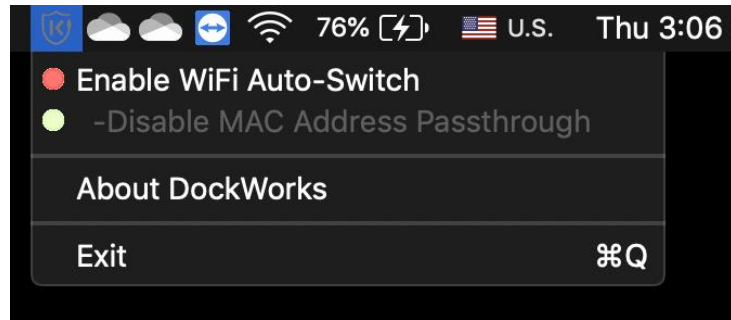 76% U.S. Thu 3:06
Enable WiFi Auto-Switch
-Disable MAC Address Passthrough
About DockWorks
Exit ⌘Q